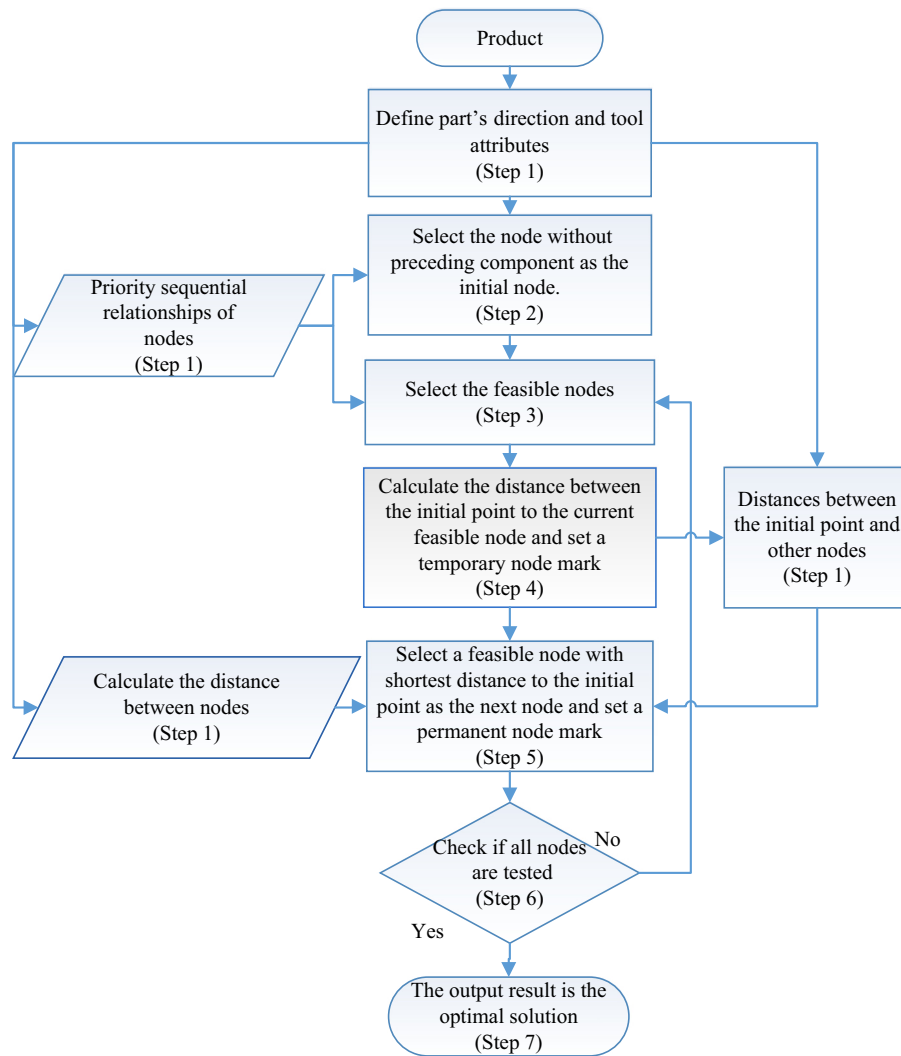 Product
Define part's direction and tool
attributes
(Step 1)
Select the node without
preceding component as the
initial node.
(Step 2)
Priority sequential
relationships of
nodes
(Step 1)
Select the feasible nodes
(Step 3)
Calculate the distance between
the initial point to the current
feasible node and set a
temporary node mark
(Step 4)
Distances between
the initial point and
other nodes
(Step 1)
Select a feasible node with
shortest distance to the initial
point as the next node and set a
permanent node mark
(Step 5)
Calculate the distance
between nodes
(Step 1)
Check if all nodes
are tested
(Step 6)
No
Yes
The output result is the
optimal solution
(Step 7)